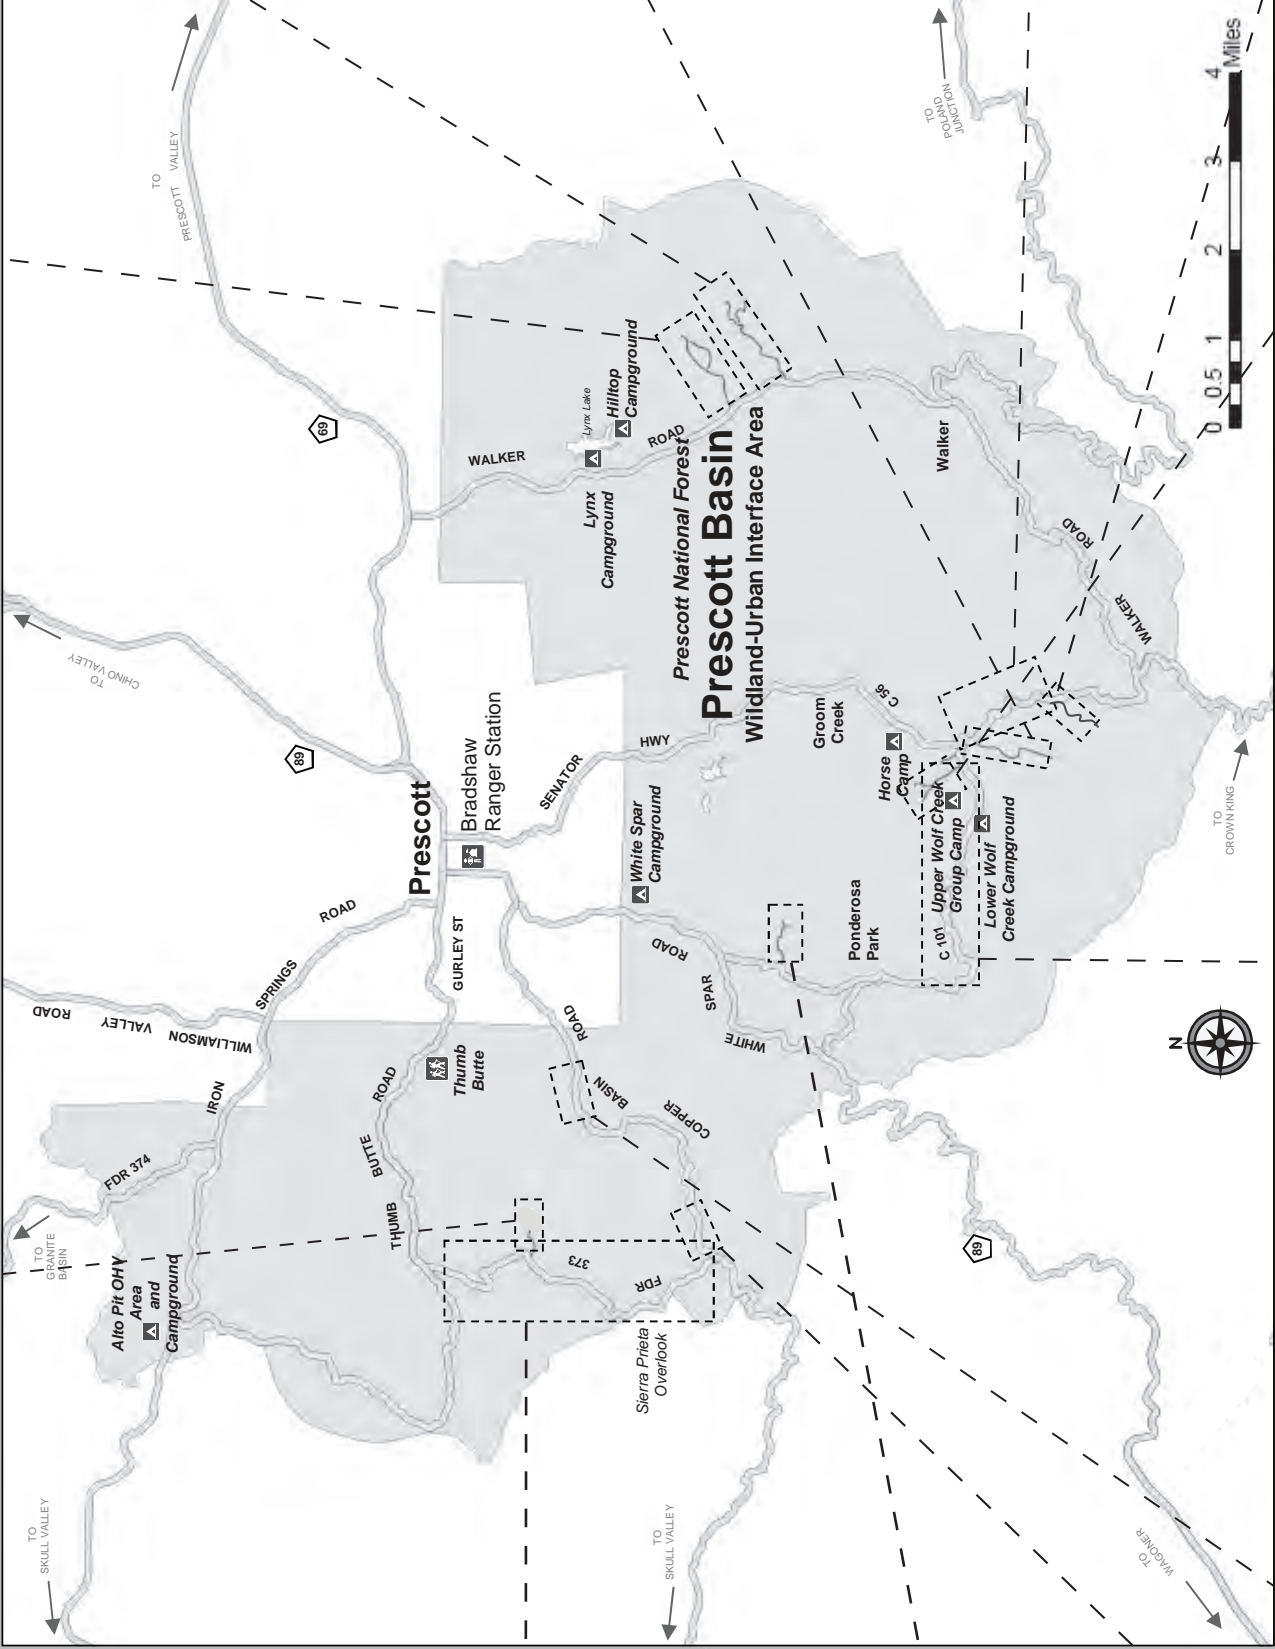 TO
SKULL VALLEY
Alto Pit OHV
Area
and
Campground
TO
GRANITE
BASIN
FDR 374
IRON
SPRINGS
ROAD
WILLIAMSON
VALLEY
ROAD
TO
CHINO VALLEY
89
69
TO
PRESCOTT VALLEY
THUMB
BUTTE
ROAD
Thumb
Butte
GURLEY ST
Prescott
Bradshaw
Ranger Station
SENATOR
HWY
WALKER
ROAD
Lynx Lake
Lynx
Campground
Hilltop
Campground
FDR
373
Sierra Prieta
Overlook
COPPER
BASIN
ROAD
White Spar
Campground
WHITE
SPAR
ROAD
Prescott National Forest
Prescott Basin
Wildland-Urban Interface Area
TO
SKULL VALLEY
Ponderosa
Park
Groom
Creek
C 56
Horse
Camp
C 101
Upper Wolf Creek
Group Camp
Lower Wolf
Creek Campground
Walker
WALKER
ROAD
TO
POLAND
JUNCTION
89
TO
WAGONER
N
TO
CROWN KING
0 0.5 1 2 3 4
Miles